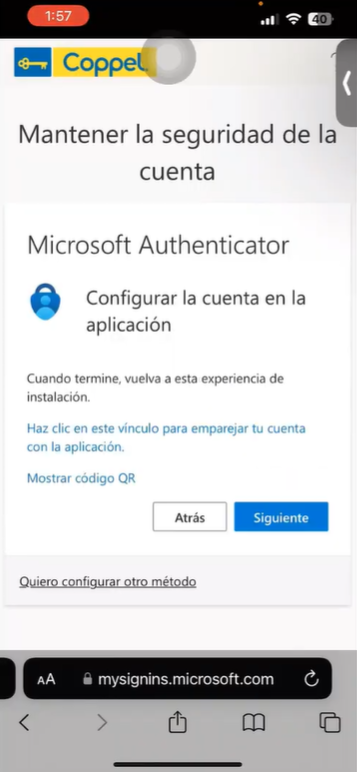 1:57
40
Coppel
Mantener la seguridad de la
cuenta
Microsoft Authenticator
Configurar la cuenta en la
aplicación
Cuando termine, vuelva a esta experiencia de
instalación.
Haz clic en este vínculo para emparejar tu cuenta
con la aplicación.
Mostrar código QR
Atrás
Siguiente
Quiero configurar otro método
AA mysignins.microsoft.com